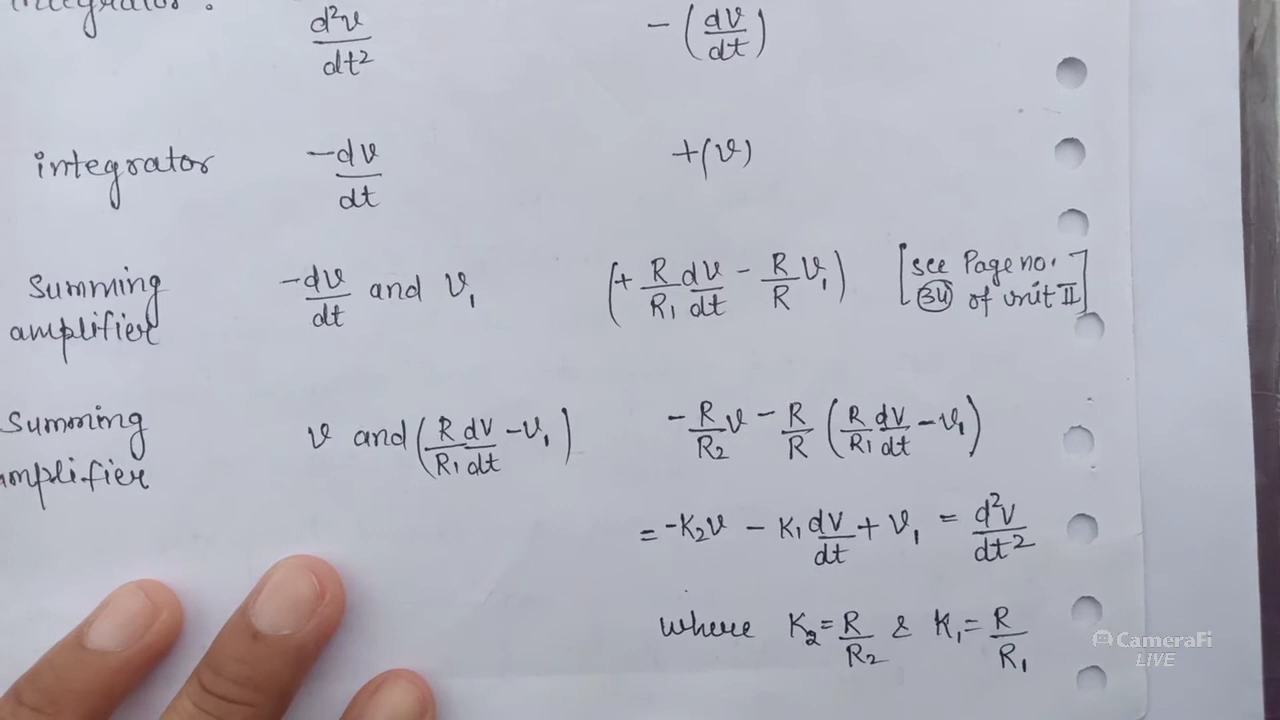 integrator.
d²v/dt² -(dv/dt)
integrator -dv/dt +(v)
Summing amplifier -dv/dt and v₁ (+ R/R₁ dv/dt - R/R v₁) [see Page no. 34 of unit II]
Summing amplifier v and (R/R₁ dv/dt - v₁) -R/R₂ v - R/R (R/R₁ dv/dt - v₁)
= -K₂v - K₁ dv/dt + v₁ = d²v/dt²
where K₂ = R/R₂ & K₁ = R/R₁
CameraFi
LIVE